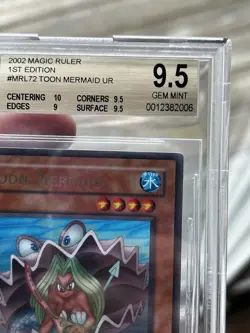 2002 MAGIC RULER
1ST EDITION
#MRL72 TOON MERMAID UR
9.5
GEM MINT
CENTERING 10 CORNERS 9.5
EDGES 9 SURFACE 9.5
0012382006
水